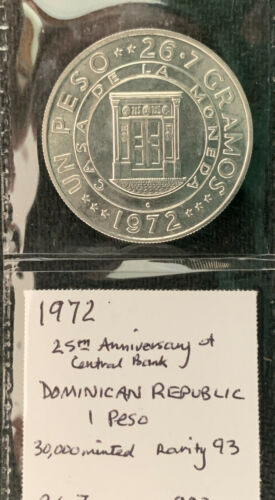 UN PESO ** 26·7 GRAMOS
CASA DE LA MONEDA
C
*** 1972 ***
1972
25th Anniversary of
Central Bank
DOMINICAN REPUBLIC
1 Peso
30,000 minted Rarity 93